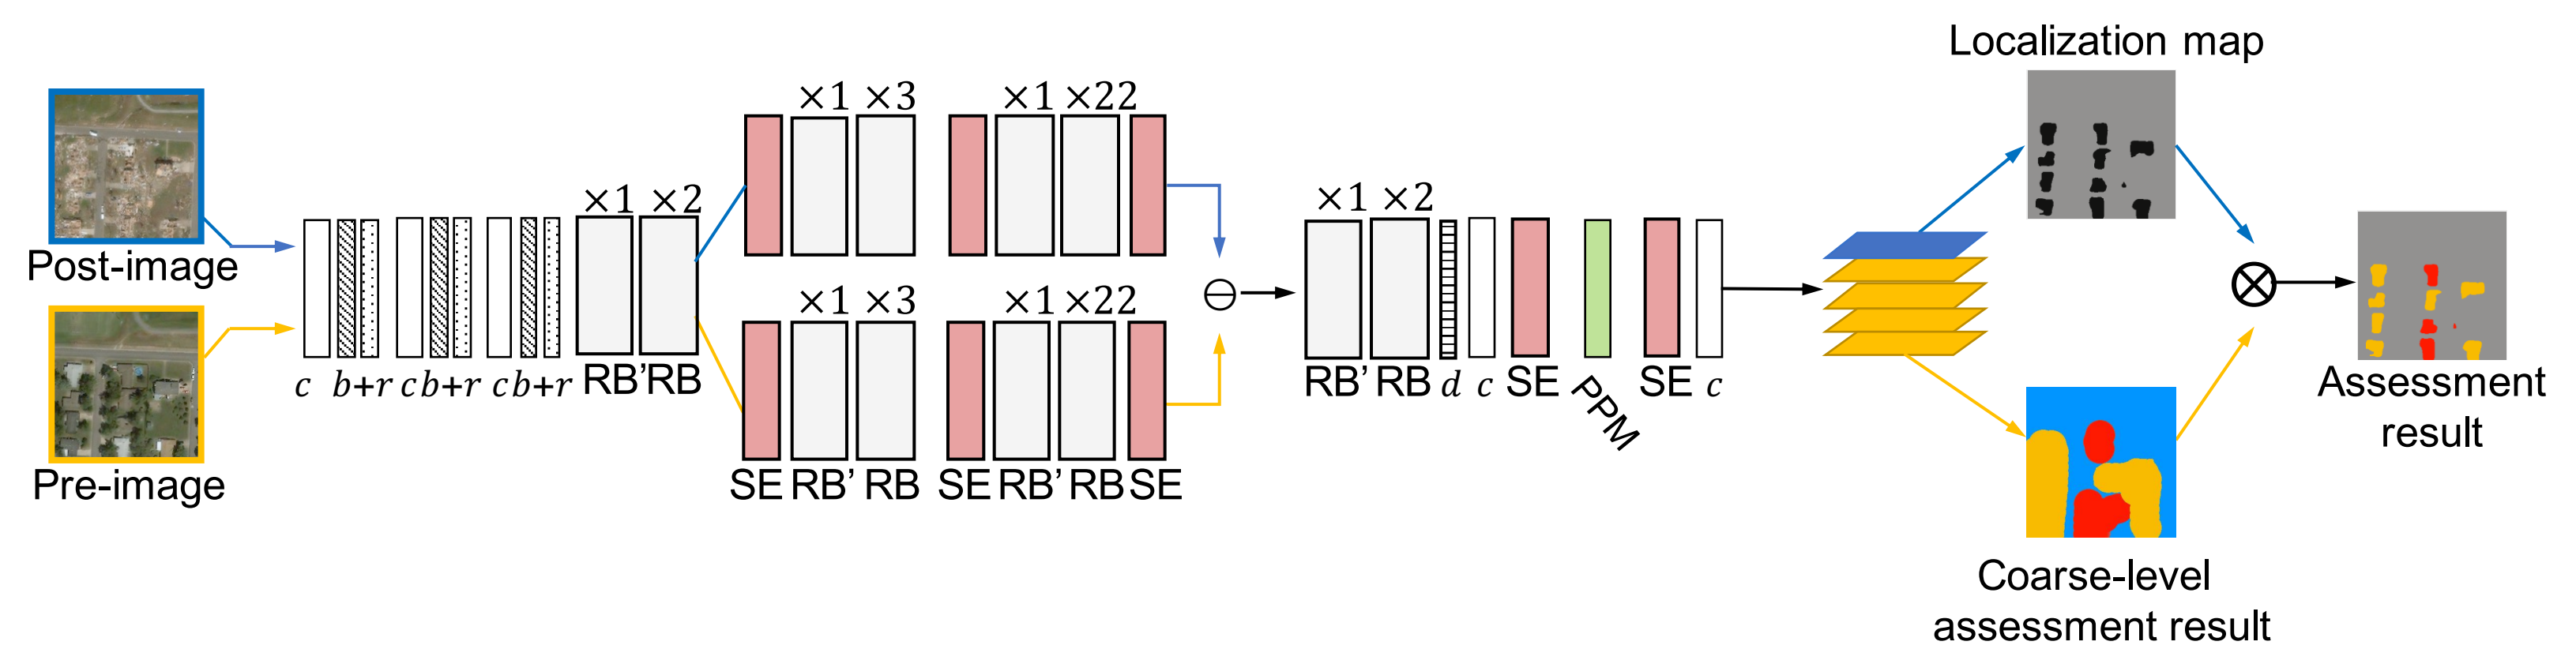 Localization map
×1 ×3 ×1 ×22
Post-image
×1 ×2
×1 ×2
×1 ×3 ×1 ×22
c b+r c b+r c b+r RB' RB
RB' RB d c SE PPM SE c
Pre-image
SE RB' RB SE RB' RB SE
Assessment
result
Coarse-level
assessment result